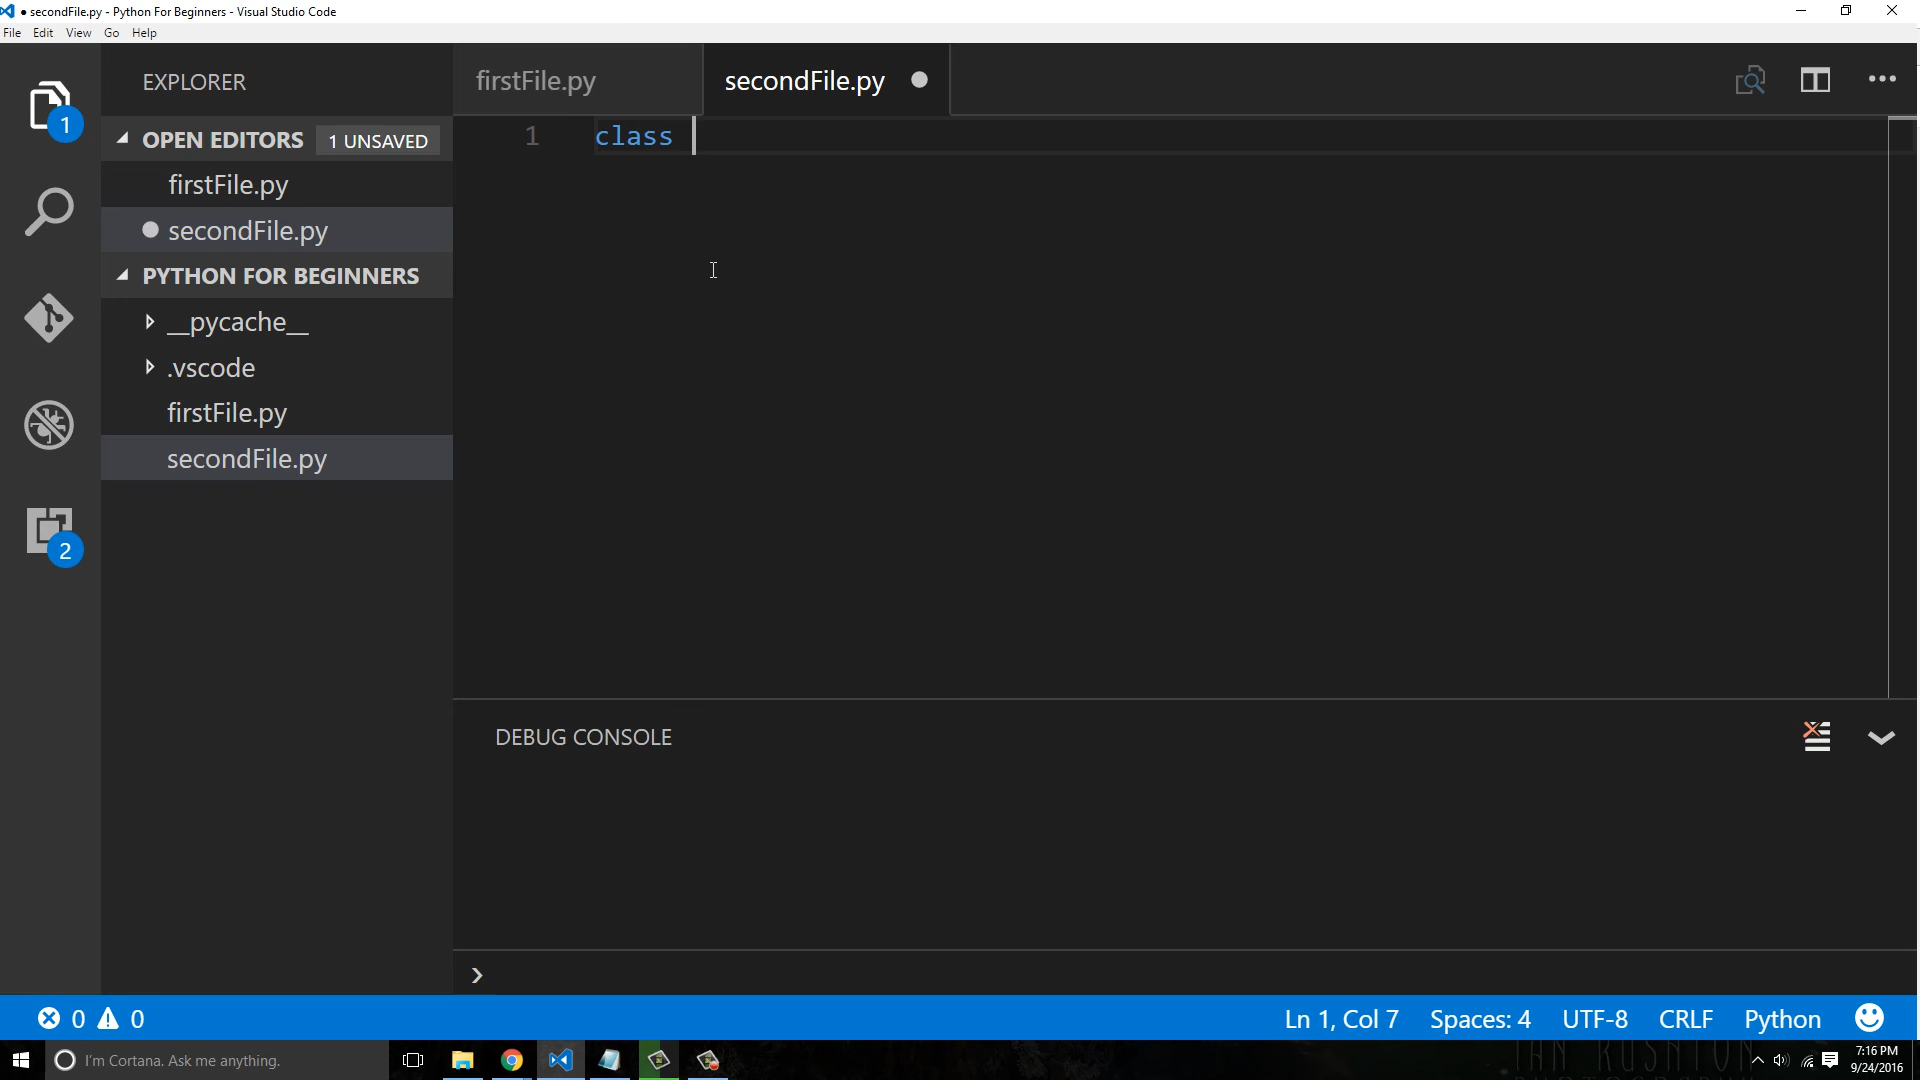 ● secondFile.py - Python For Beginners - Visual Studio Code
File Edit View Go Help
EXPLORER
firstFile.py
secondFile.py
1
OPEN EDITORS 1 UNSAVED
firstFile.py
secondFile.py
PYTHON FOR BEGINNERS
__pycache__
.vscode
firstFile.py
secondFile.py
2
1 class
DEBUG CONSOLE
❯
0 0
Ln 1, Col 7 Spaces: 4 UTF-8 CRLF Python
I'm Cortana. Ask me anything.
IAN RUSHTON
7:16 PM
9/24/2016